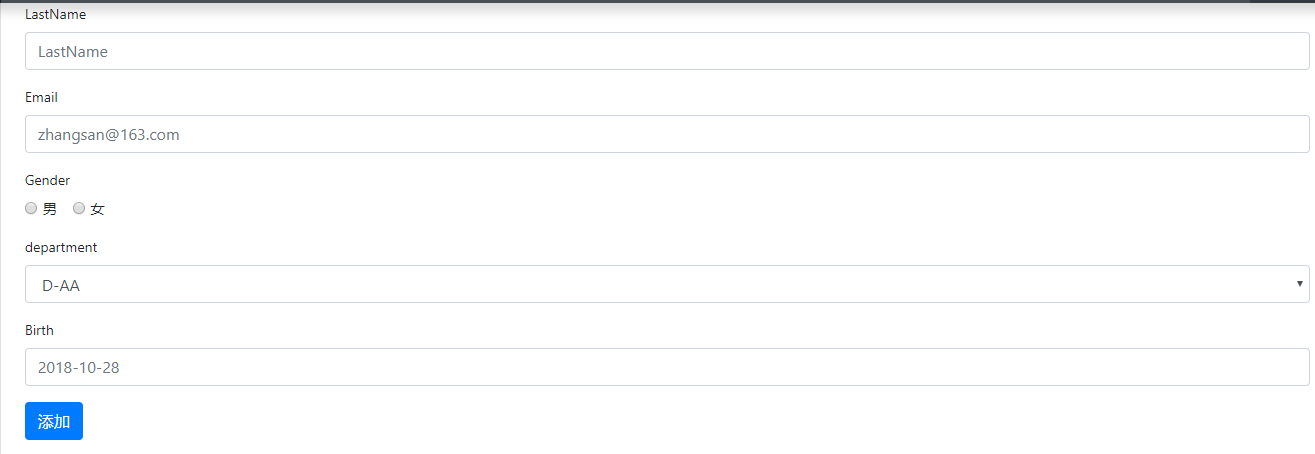 LastName
LastName
Email
zhangsan@163.com
Gender
男 女
department
D-AA
Birth
2018-10-28
添加